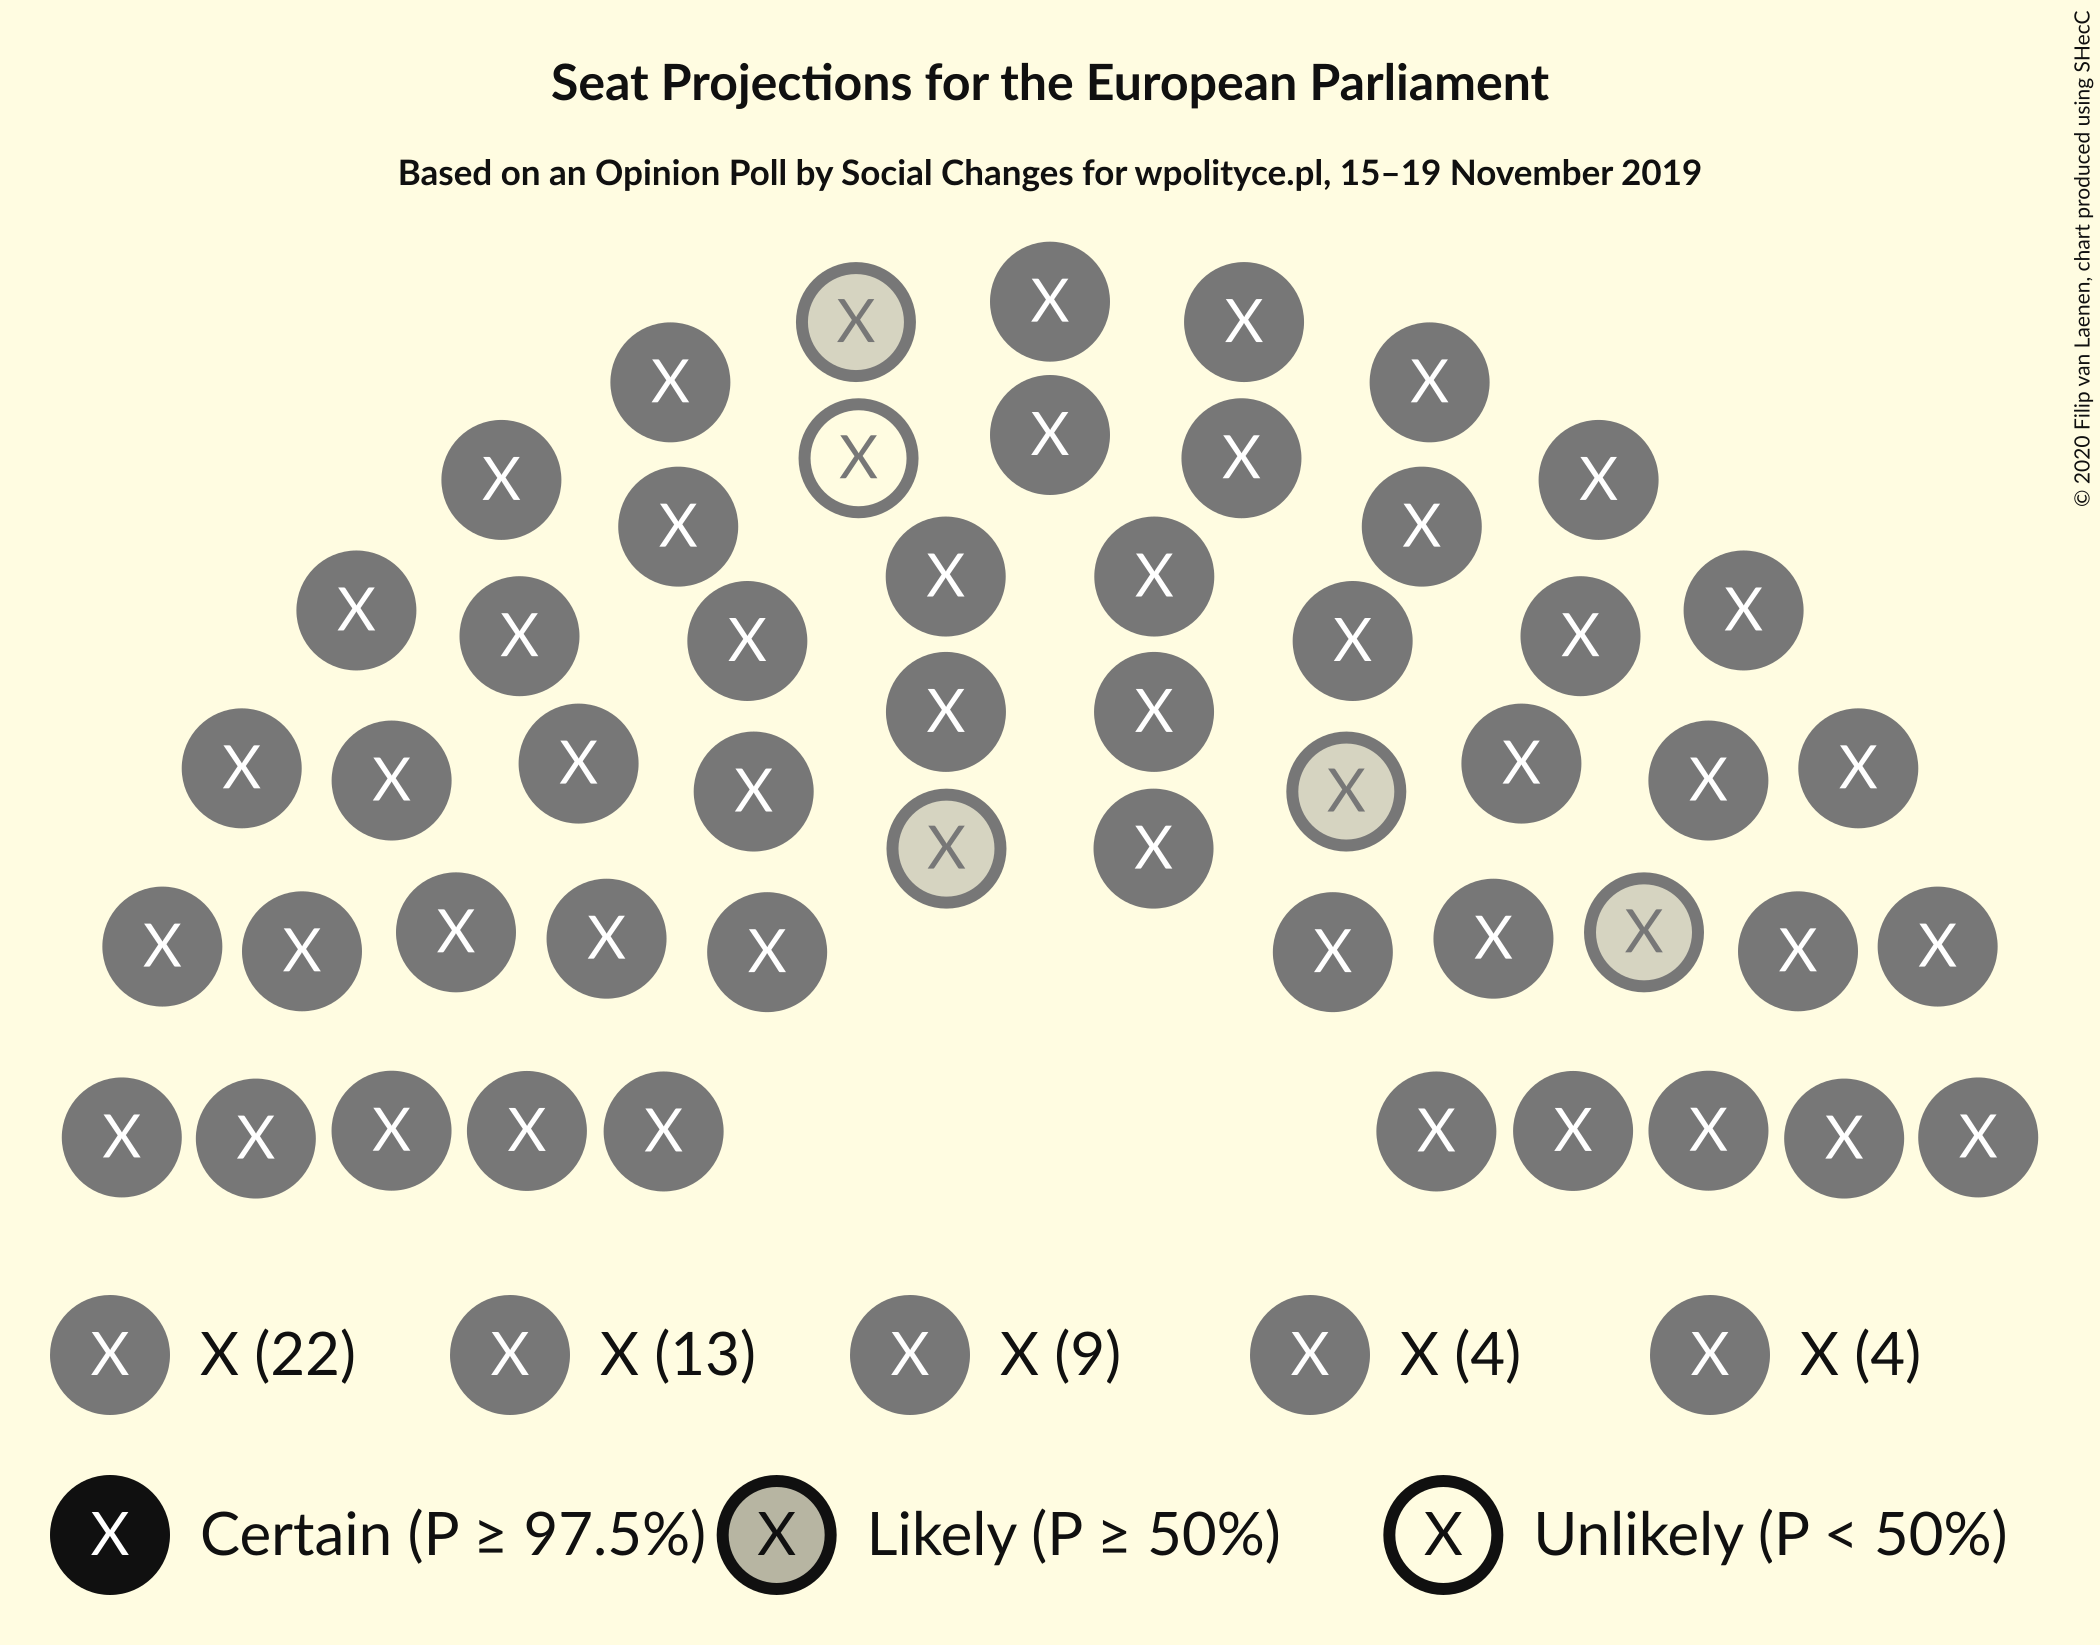 Seat Projections for the European Parliament
Based on an Opinion Poll by Social Changes for wpolityce.pl, 15–19 November 2019
© 2020 Filip van Laenen, chart produced using SHecC
X X X
X X
X X X
X X
X X
X X
X X X X
X X
X X
X X X X
X X X X
X X
X X
X X X X X X X X
X X
X X X X
X X X X X X X X X X
X X (22) X X (13) X X (9) X X (4) X X (4)
X Certain (P ≥ 97.5%) X Likely (P ≥ 50%) X Unlikely (P < 50%)